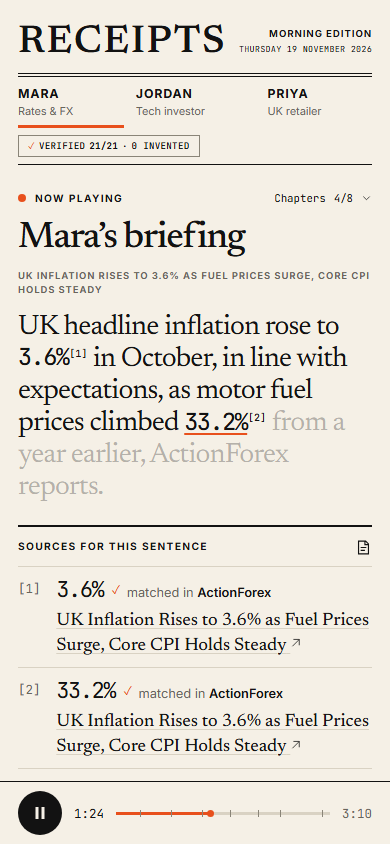 RECEIPTS
MORNING EDITION
THURSDAY 19 NOVEMBER 2026
MARA
Rates & FX
JORDAN
Tech investor
PRIYA
UK retailer
✓ VERIFIED 21/21 · 0 INVENTED
NOW PLAYING
Chapters 4/8
Mara's briefing
UK INFLATION RISES TO 3.6% AS FUEL PRICES SURGE, CORE CPI
HOLDS STEADY
UK headline inflation rose to
3.6%[1] in October, in line with
expectations, as motor fuel
prices climbed 33.2%[2] from a
year earlier, ActionForex
reports.
SOURCES FOR THIS SENTENCE
[1] 3.6% ✓ matched in ActionForex
UK Inflation Rises to 3.6% as Fuel Prices
Surge, Core CPI Holds Steady ↗
[2] 33.2% ✓ matched in ActionForex
UK Inflation Rises to 3.6% as Fuel Prices
Surge, Core CPI Holds Steady ↗
1:24
3:10